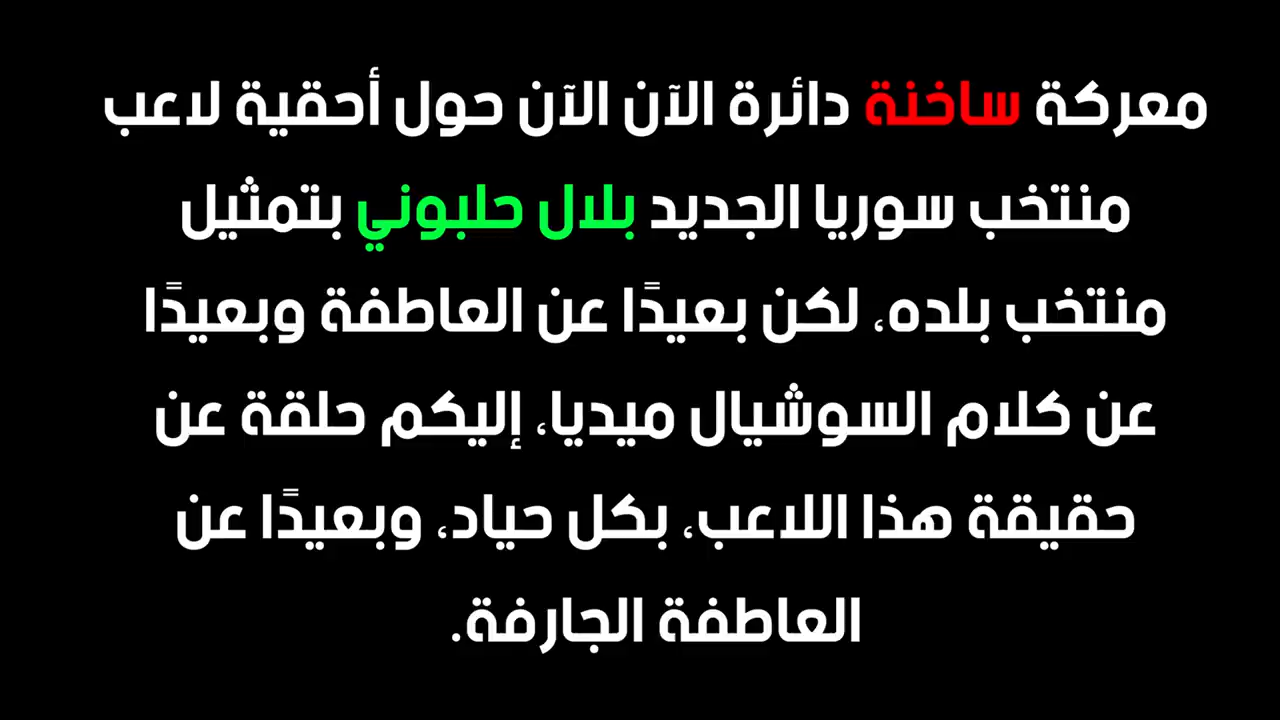 معركة ساخنة دائرة الآن الآن حول أحقية لاعب
منتخب سوريا الجديد بلال حلبوني بتمثيل
منتخب بلده، لكن بعيدًا عن العاطفة وبعيدًا
عن كلام السوشيال ميديا، إليكم حلقة عن
حقيقة هذا اللاعب، بكل حياد، وبعيدًا عن
العاطفة الجارفة.